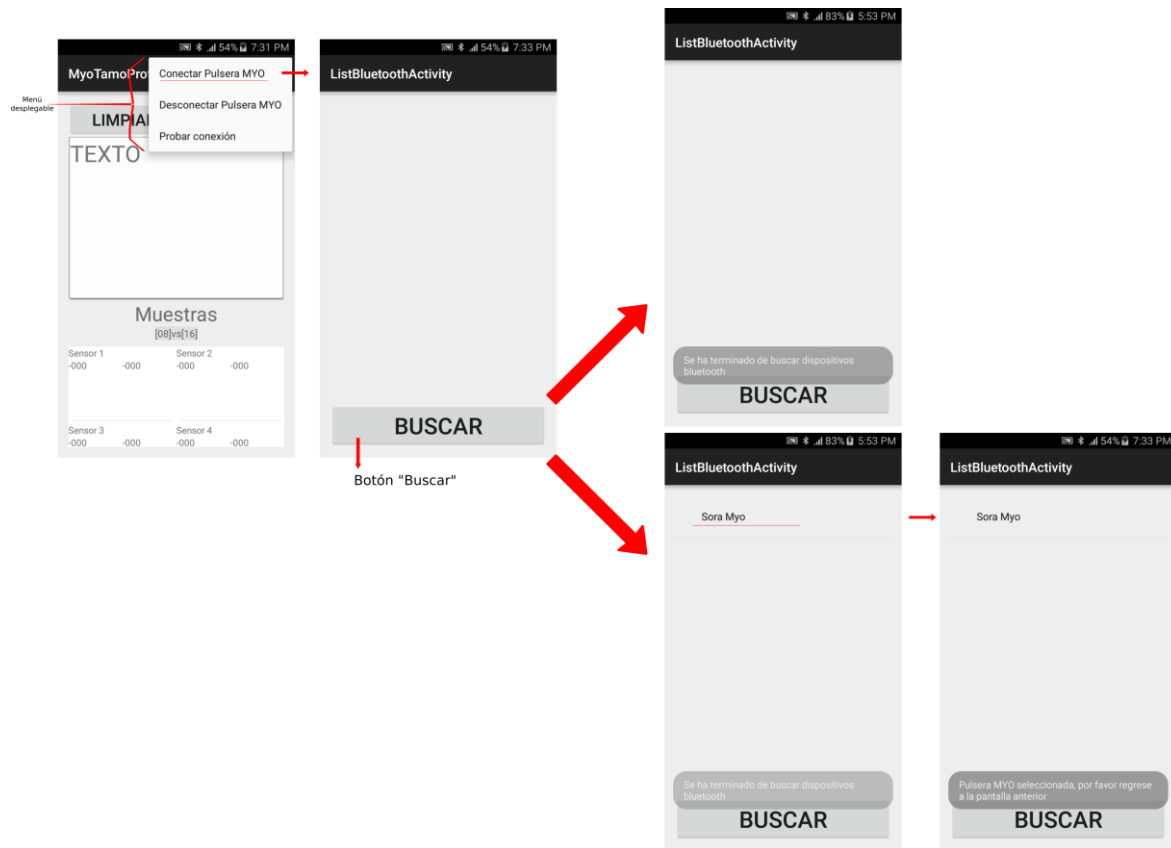 54% 7:31 PM
MyoTamoPro
Conectar Pulsera MYO
Desconectar Pulsera MYO
Probar conexión
Menú
desplegable
LIMPIA
TEXTO
Muestras
[08]vs[16]
Sensor 1 Sensor 2
-000 -000 -000 -000
Sensor 3 Sensor 4
-000 -000 -000 -000
54% 7:33 PM
ListBluetoothActivity
BUSCAR
Botón "Buscar"
83% 5:53 PM
ListBluetoothActivity
Se ha terminado de buscar dispositivos
bluetooth
BUSCAR
83% 5:53 PM
ListBluetoothActivity
Sora Myo
Se ha terminado de buscar dispositivos
bluetooth
BUSCAR
54% 7:33 PM
ListBluetoothActivity
Sora Myo
Pulsera MYO seleccionada, por favor regrese
a la pantalla anterior
BUSCAR